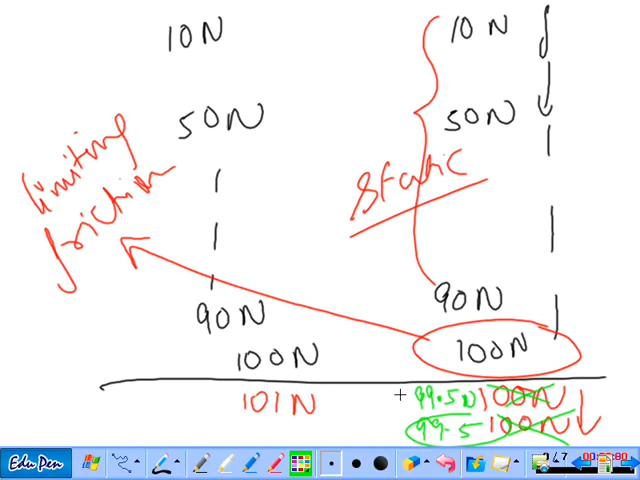 10N 10N
50N 50N
limiting
friction
static
90N 90N
100N 100N
101N 99.5N 100N
99.5 100N
Edu Pen